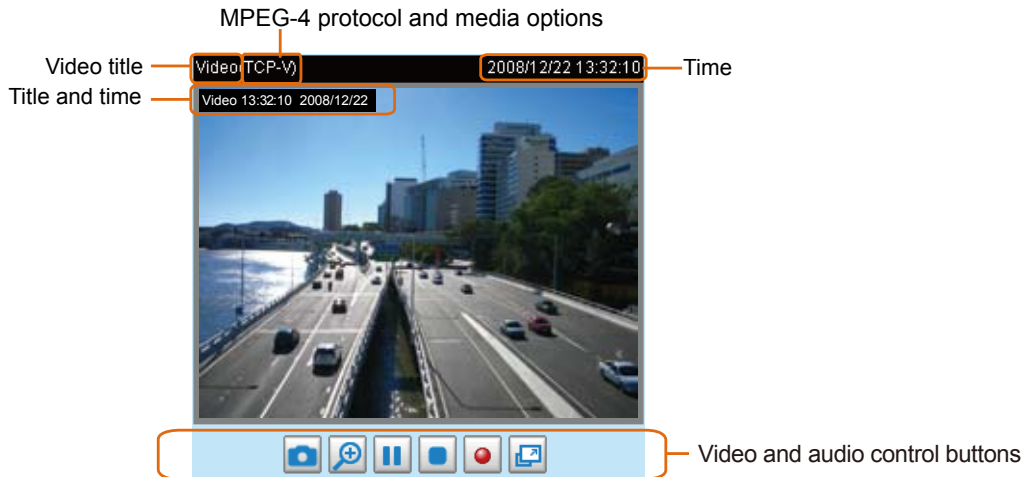 MPEG-4 protocol and media options
Video title
Video(TCP-V)
2008/12/22 13:32:10
Time
Title and time
Video 13:32:10 2008/12/22
Video and audio control buttons